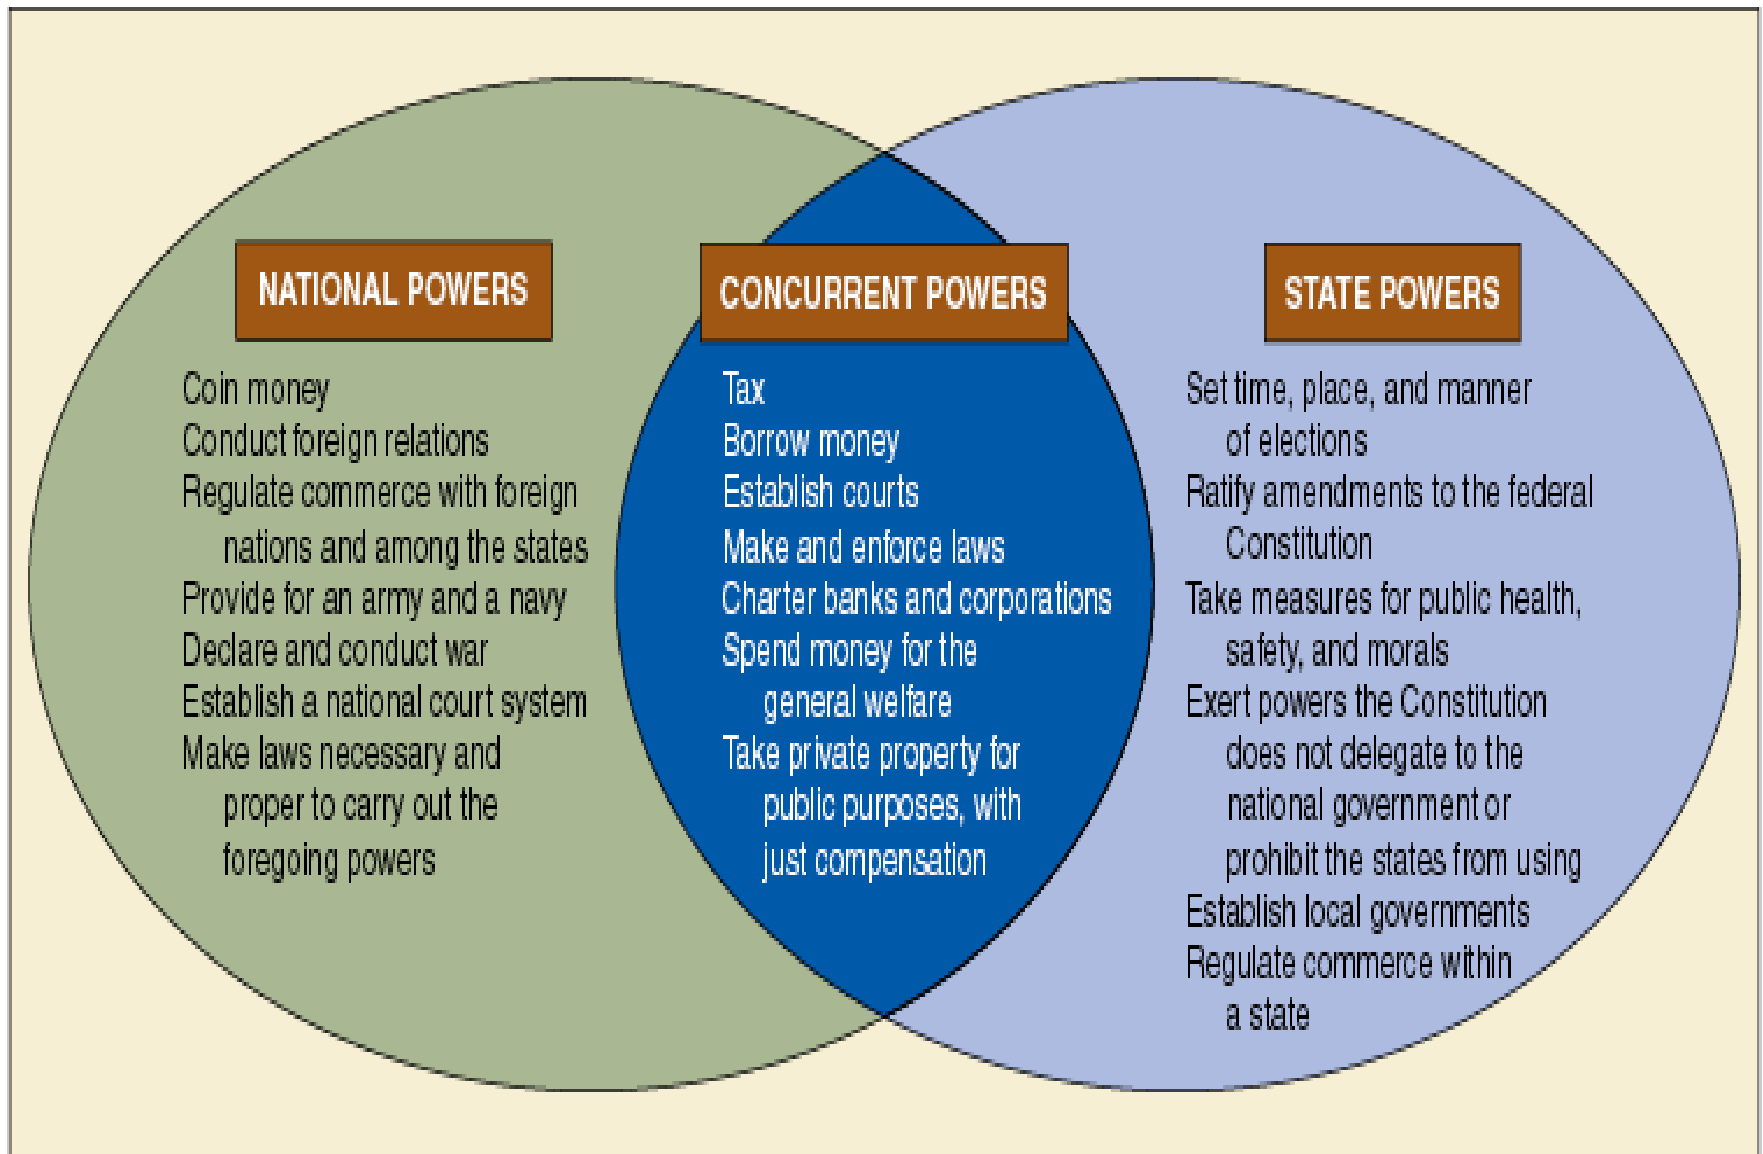 NATIONAL POWERS
Coin money
Conduct foreign relations
Regulate commerce with foreign
nations and among the states
Provide for an army and a navy
Declare and conduct war
Establish a national court system
Make laws necessary and
proper to carry out the
foregoing powers
CONCURRENT POWERS
Tax
Borrow money
Establish courts
Make and enforce laws
Charter banks and corporations
Spend money for the
general welfare
Take private property for
public purposes, with
just compensation
STATE POWERS
Set time, place, and manner
of elections
Ratify amendments to the federal
Constitution
Take measures for public health,
safety, and morals
Exert powers the Constitution
does not delegate to the
national government or
prohibit the states from using
Establish local governments
Regulate commerce within
a state